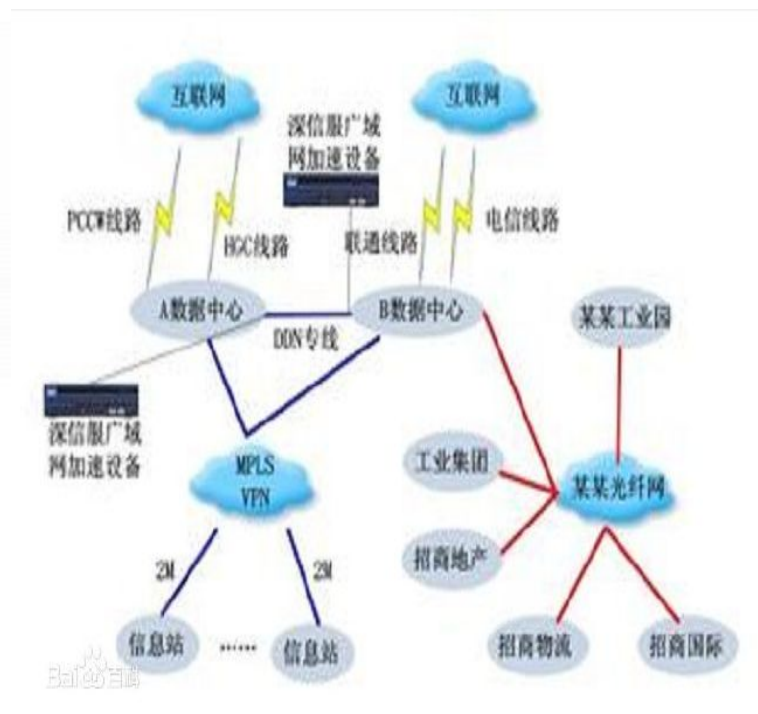 互联网
互联网
深信服广域
网加速设备
PCCW线路
HGC线路
联通线路
电信线路
A数据中心
B数据中心
某某工业园
DDN专线
深信服广域
网加速设备
MPLS
VPN
工业集团
某某光纤网
招商地产
2M
2M
信息站
......
信息站
招商物流
招商国际
Bai百科